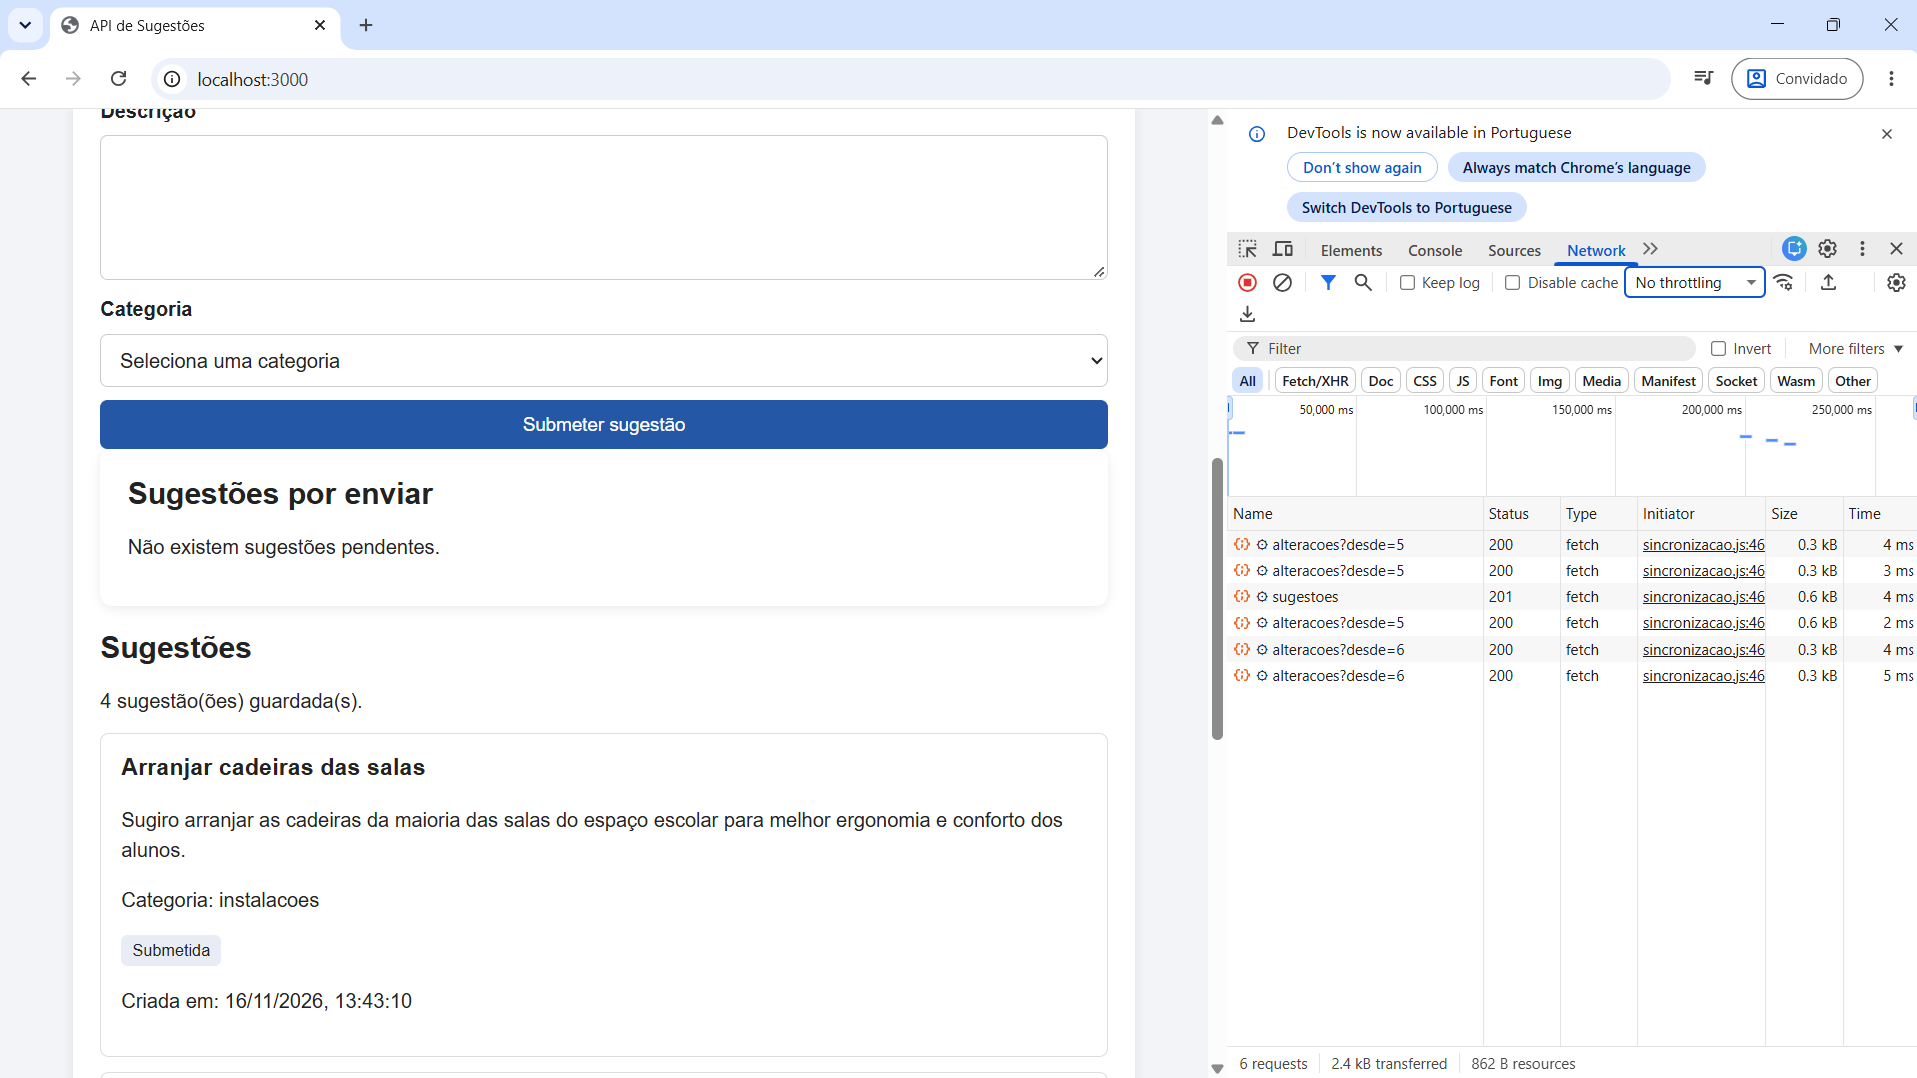 API de Sugestões
localhost:3000
Convidado
Descrição
Categoria
Seleciona uma categoria
Submeter sugestão
Sugestões por enviar
Não existem sugestões pendentes.
Sugestões
4 sugestão(ões) guardada(s).
Arranjar cadeiras das salas
Sugiro arranjar as cadeiras da maioria das salas do espaço escolar para melhor ergonomia e conforto dos
alunos.
Categoria: instalacoes
Submetida
Criada em: 16/11/2026, 13:43:10
DevTools is now available in Portuguese
Don't show again Always match Chrome's language
Switch DevTools to Portuguese
Elements Console Sources Network
Keep log Disable cache No throttling
Filter Invert More filters
All Fetch/XHR Doc CSS JS Font Img Media Manifest Socket Wasm Other
50,000 ms 100,000 ms 150,000 ms 200,000 ms 250,000 ms
Name Status Type Initiator Size Time
alteracoes?desde=5 200 fetch sincronizacao.js:46 0.3 kB 4 ms
alteracoes?desde=5 200 fetch sincronizacao.js:46 0.3 kB 3 ms
sugestoes 201 fetch sincronizacao.js:46 0.6 kB 4 ms
alteracoes?desde=5 200 fetch sincronizacao.js:46 0.6 kB 2 ms
alteracoes?desde=6 200 fetch sincronizacao.js:46 0.3 kB 4 ms
alteracoes?desde=6 200 fetch sincronizacao.js:46 0.3 kB 5 ms
6 requests 2.4 kB transferred 862 B resources